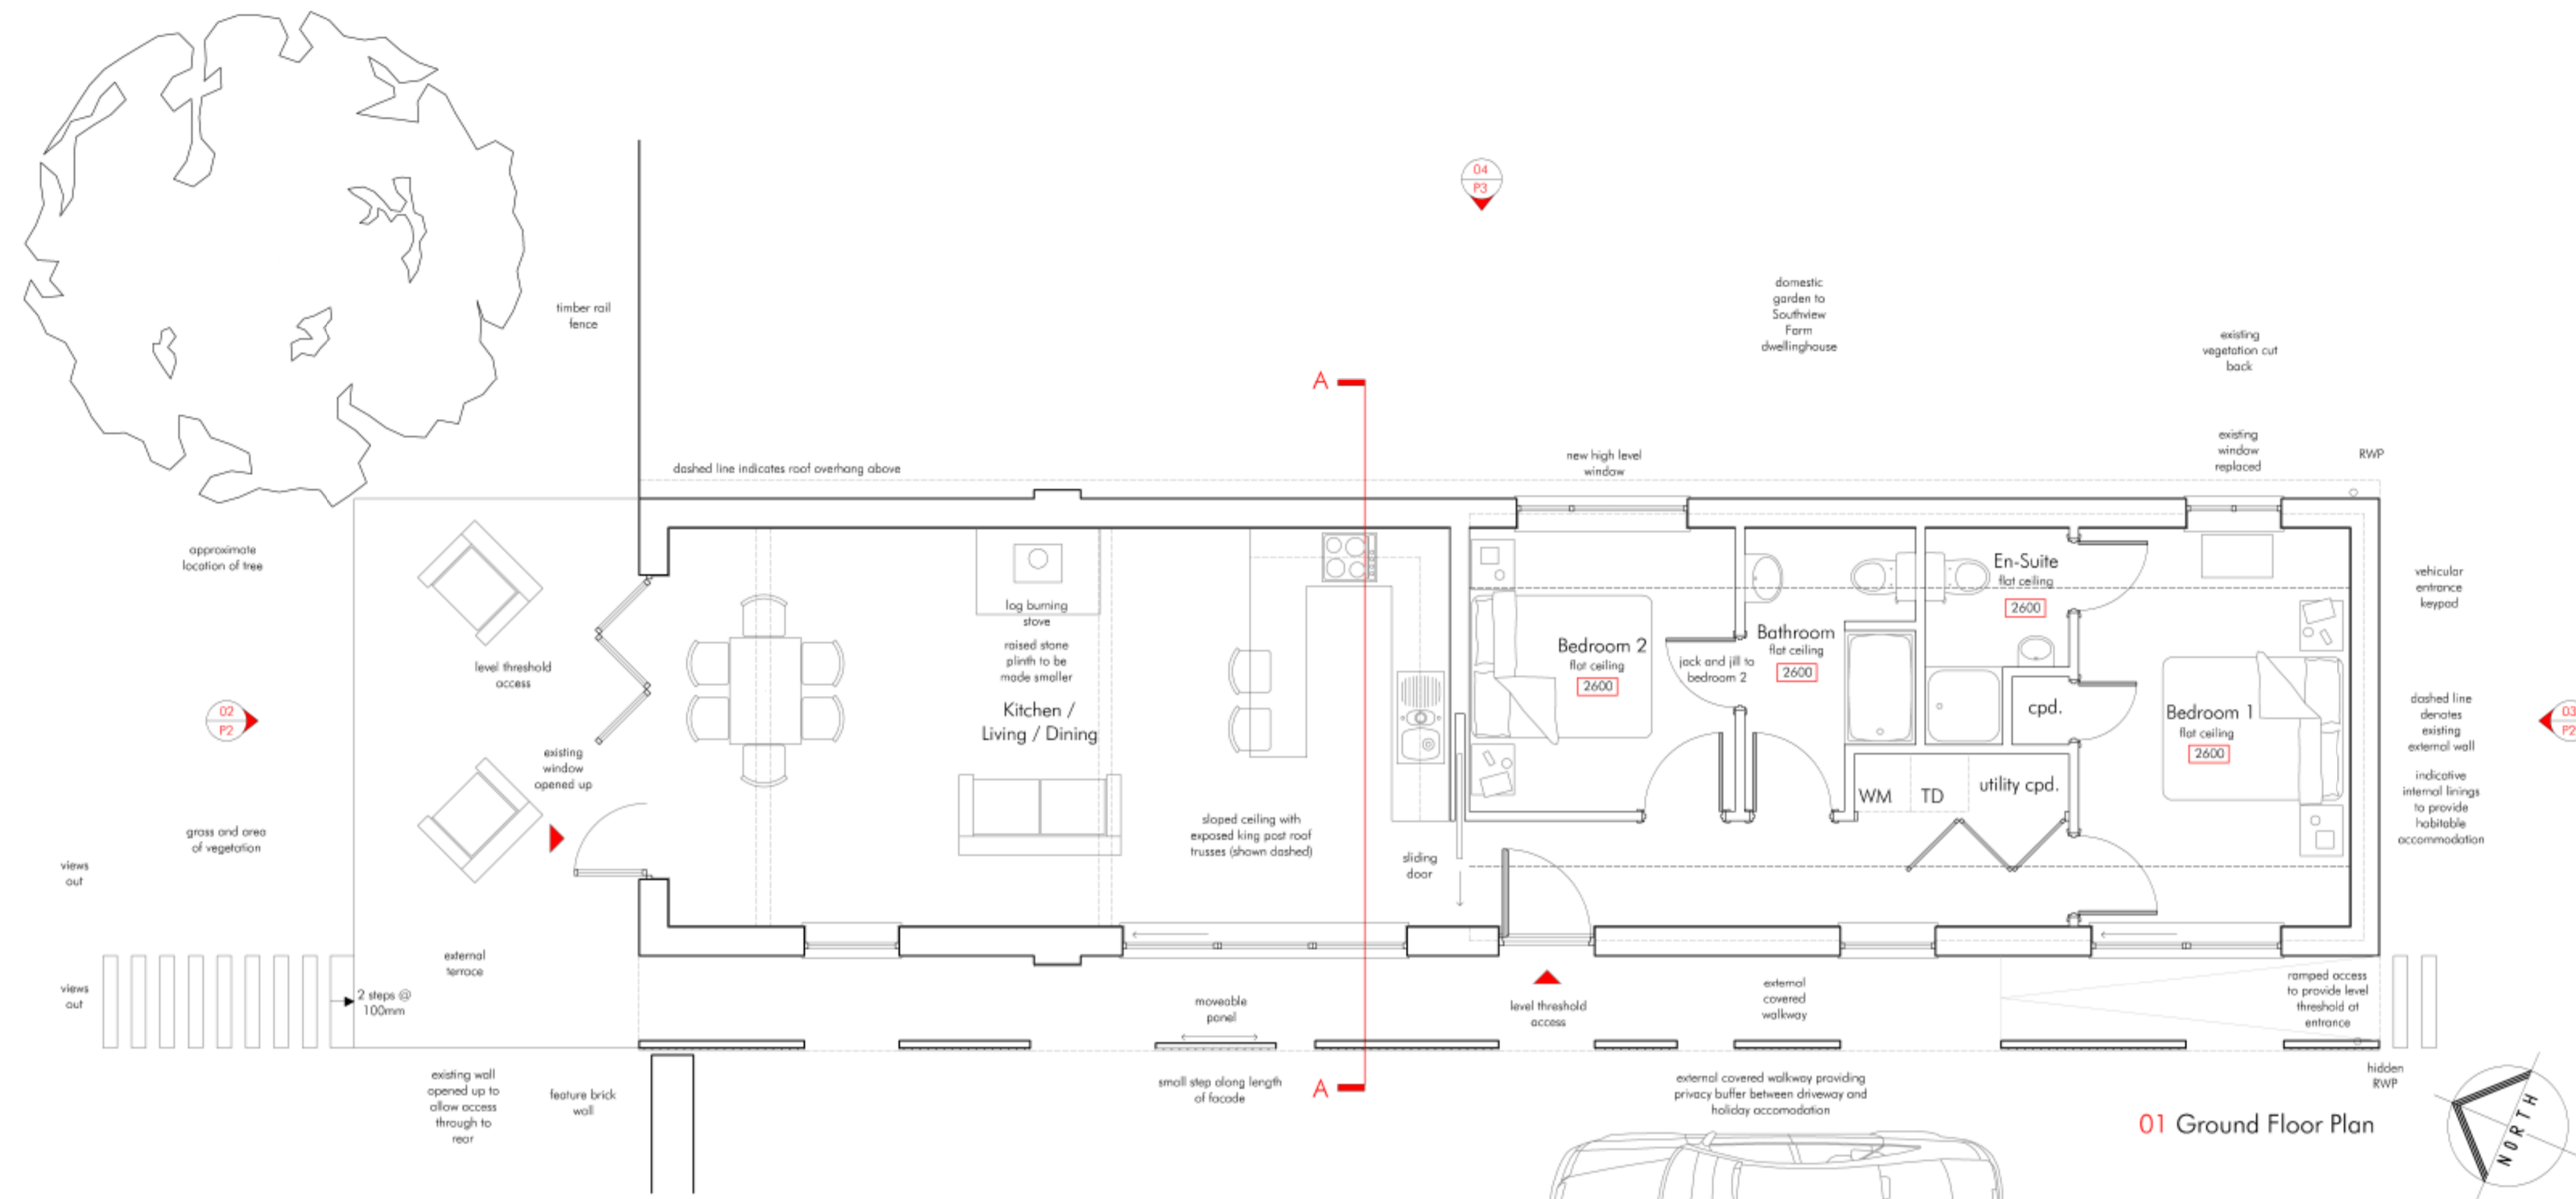 04
P3
timber rail
fence
domestic
garden to
Southview
Farm
dwellinghouse
existing
vegetation cut
back
A
dashed line indicates roof overhang above
new high level
window
existing
window
replaced
RWP
approximate
location of tree
log burning
stove
raised stone
plinth to be
made smaller
Kitchen /
Living / Dining
level threshold
access
02
P2
existing
window
opened up
Bedroom 2
flat ceiling
2600
jack and jill to
bedroom 2
Bathroom
flat ceiling
2600
En-Suite
flat ceiling
2600
cpd.
Bedroom 1
flat ceiling
2600
WM
TD
utility cpd.
vehicular
entrance
keypad
dashed line
denotes
existing
external wall
03
P2
indicative
internal linings
to provide
habitable
accommodation
grass and area
of vegetation
views
out
sloped ceiling with
exposed king post roof
trusses (shown dashed)
sliding
door
external
terrace
views
out
2 steps @
100mm
moveable
panel
level threshold
access
external
covered
walkway
ramped access
to provide level
threshold at
entrance
existing wall
opened up to
allow access
through to
rear
feature brick
wall
small step along length
of facade
A
external covered walkway providing
privacy buffer between driveway and
holiday accomodation
hidden
RWP
01 Ground Floor Plan
NORTH